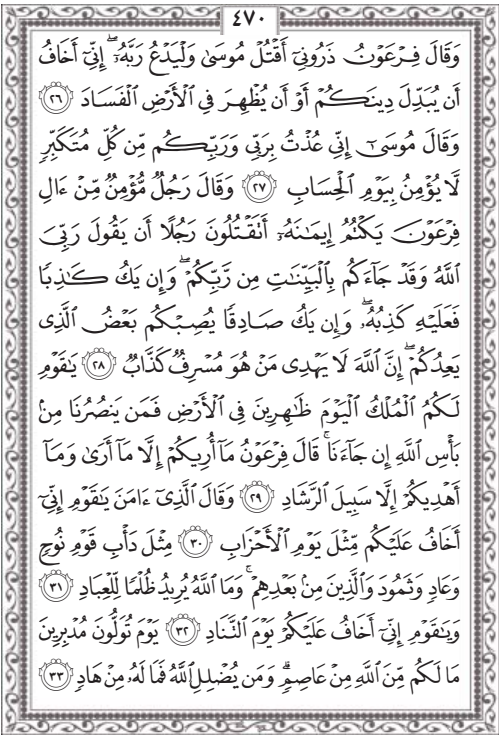 ٤٧٠
وَقَالَ فِرْعَوْنُ ذَرُونِىٓ أَقْتُلْ مُوسَىٰ وَلْيَدْعُ رَبَّهُۥٓ ۖ إِنِّىٓ أَخَافُ
أَن يُبَدِّلَ دِينَكُمْ أَوْ أَن يُظْهِرَ فِى ٱلْأَرْضِ ٱلْفَسَادَ ٢٦
وَقَالَ مُوسَىٰٓ إِنِّى عُذْتُ بِرَبِّى وَرَبِّكُم مِّن كُلِّ مُتَكَبِّرٍ
لَّا يُؤْمِنُ بِيَوْمِ ٱلْحِسَابِ ٢٧ وَقَالَ رَجُلٌ مُّؤْمِنٌ مِّنْ ءَالِ
فِرْعَوْنَ يَكْتُمُ إِيمَـٰنَهُۥٓ أَتَقْتُلُونَ رَجُلًا أَن يَقُولَ رَبِّىَ
ٱللَّهُ وَقَدْ جَآءَكُم بِٱلْبَيِّنَـٰتِ مِن رَّبِّكُمْ ۖ وَإِن يَكُ كَـٰذِبًا
فَعَلَيْهِ كَذِبُهُۥ ۖ وَإِن يَكُ صَادِقًا يُصِبْكُم بَعْضُ ٱلَّذِى
يَعِدُكُمْ ۖ إِنَّ ٱللَّهَ لَا يَهْدِى مَنْ هُوَ مُسْرِفٌ كَذَّابٌ ٢٨ يَـٰقَوْمِ
لَكُمُ ٱلْمُلْكُ ٱلْيَوْمَ ظَـٰهِرِينَ فِى ٱلْأَرْضِ فَمَن يَنصُرُنَا مِنۢ
بَأْسِ ٱللَّهِ إِن جَآءَنَا ۚ قَالَ فِرْعَوْنُ مَآ أُرِيكُمْ إِلَّا مَآ أَرَىٰ وَمَآ
أَهْدِيكُمْ إِلَّا سَبِيلَ ٱلرَّشَادِ ٢٩ وَقَالَ ٱلَّذِىٓ ءَامَنَ يَـٰقَوْمِ إِنِّىٓ
أَخَافُ عَلَيْكُم مِّثْلَ يَوْمِ ٱلْأَحْزَابِ ٣٠ مِثْلَ دَأْبِ قَوْمِ نُوحٍ
وَعَادٍ وَثَمُودَ وَٱلَّذِينَ مِنۢ بَعْدِهِمْ ۚ وَمَا ٱللَّهُ يُرِيدُ ظُلْمًا لِّلْعِبَادِ ٣١
وَيَـٰقَوْمِ إِنِّىٓ أَخَافُ عَلَيْكُمْ يَوْمَ ٱلتَّنَادِ ٣٢ يَوْمَ تُوَلُّونَ مُدْبِرِينَ
مَا لَكُم مِّنَ ٱللَّهِ مِنْ عَاصِمٍ ۗ وَمَن يُضْلِلِ ٱللَّهُ فَمَا لَهُۥ مِنْ هَادٍ ٣٣